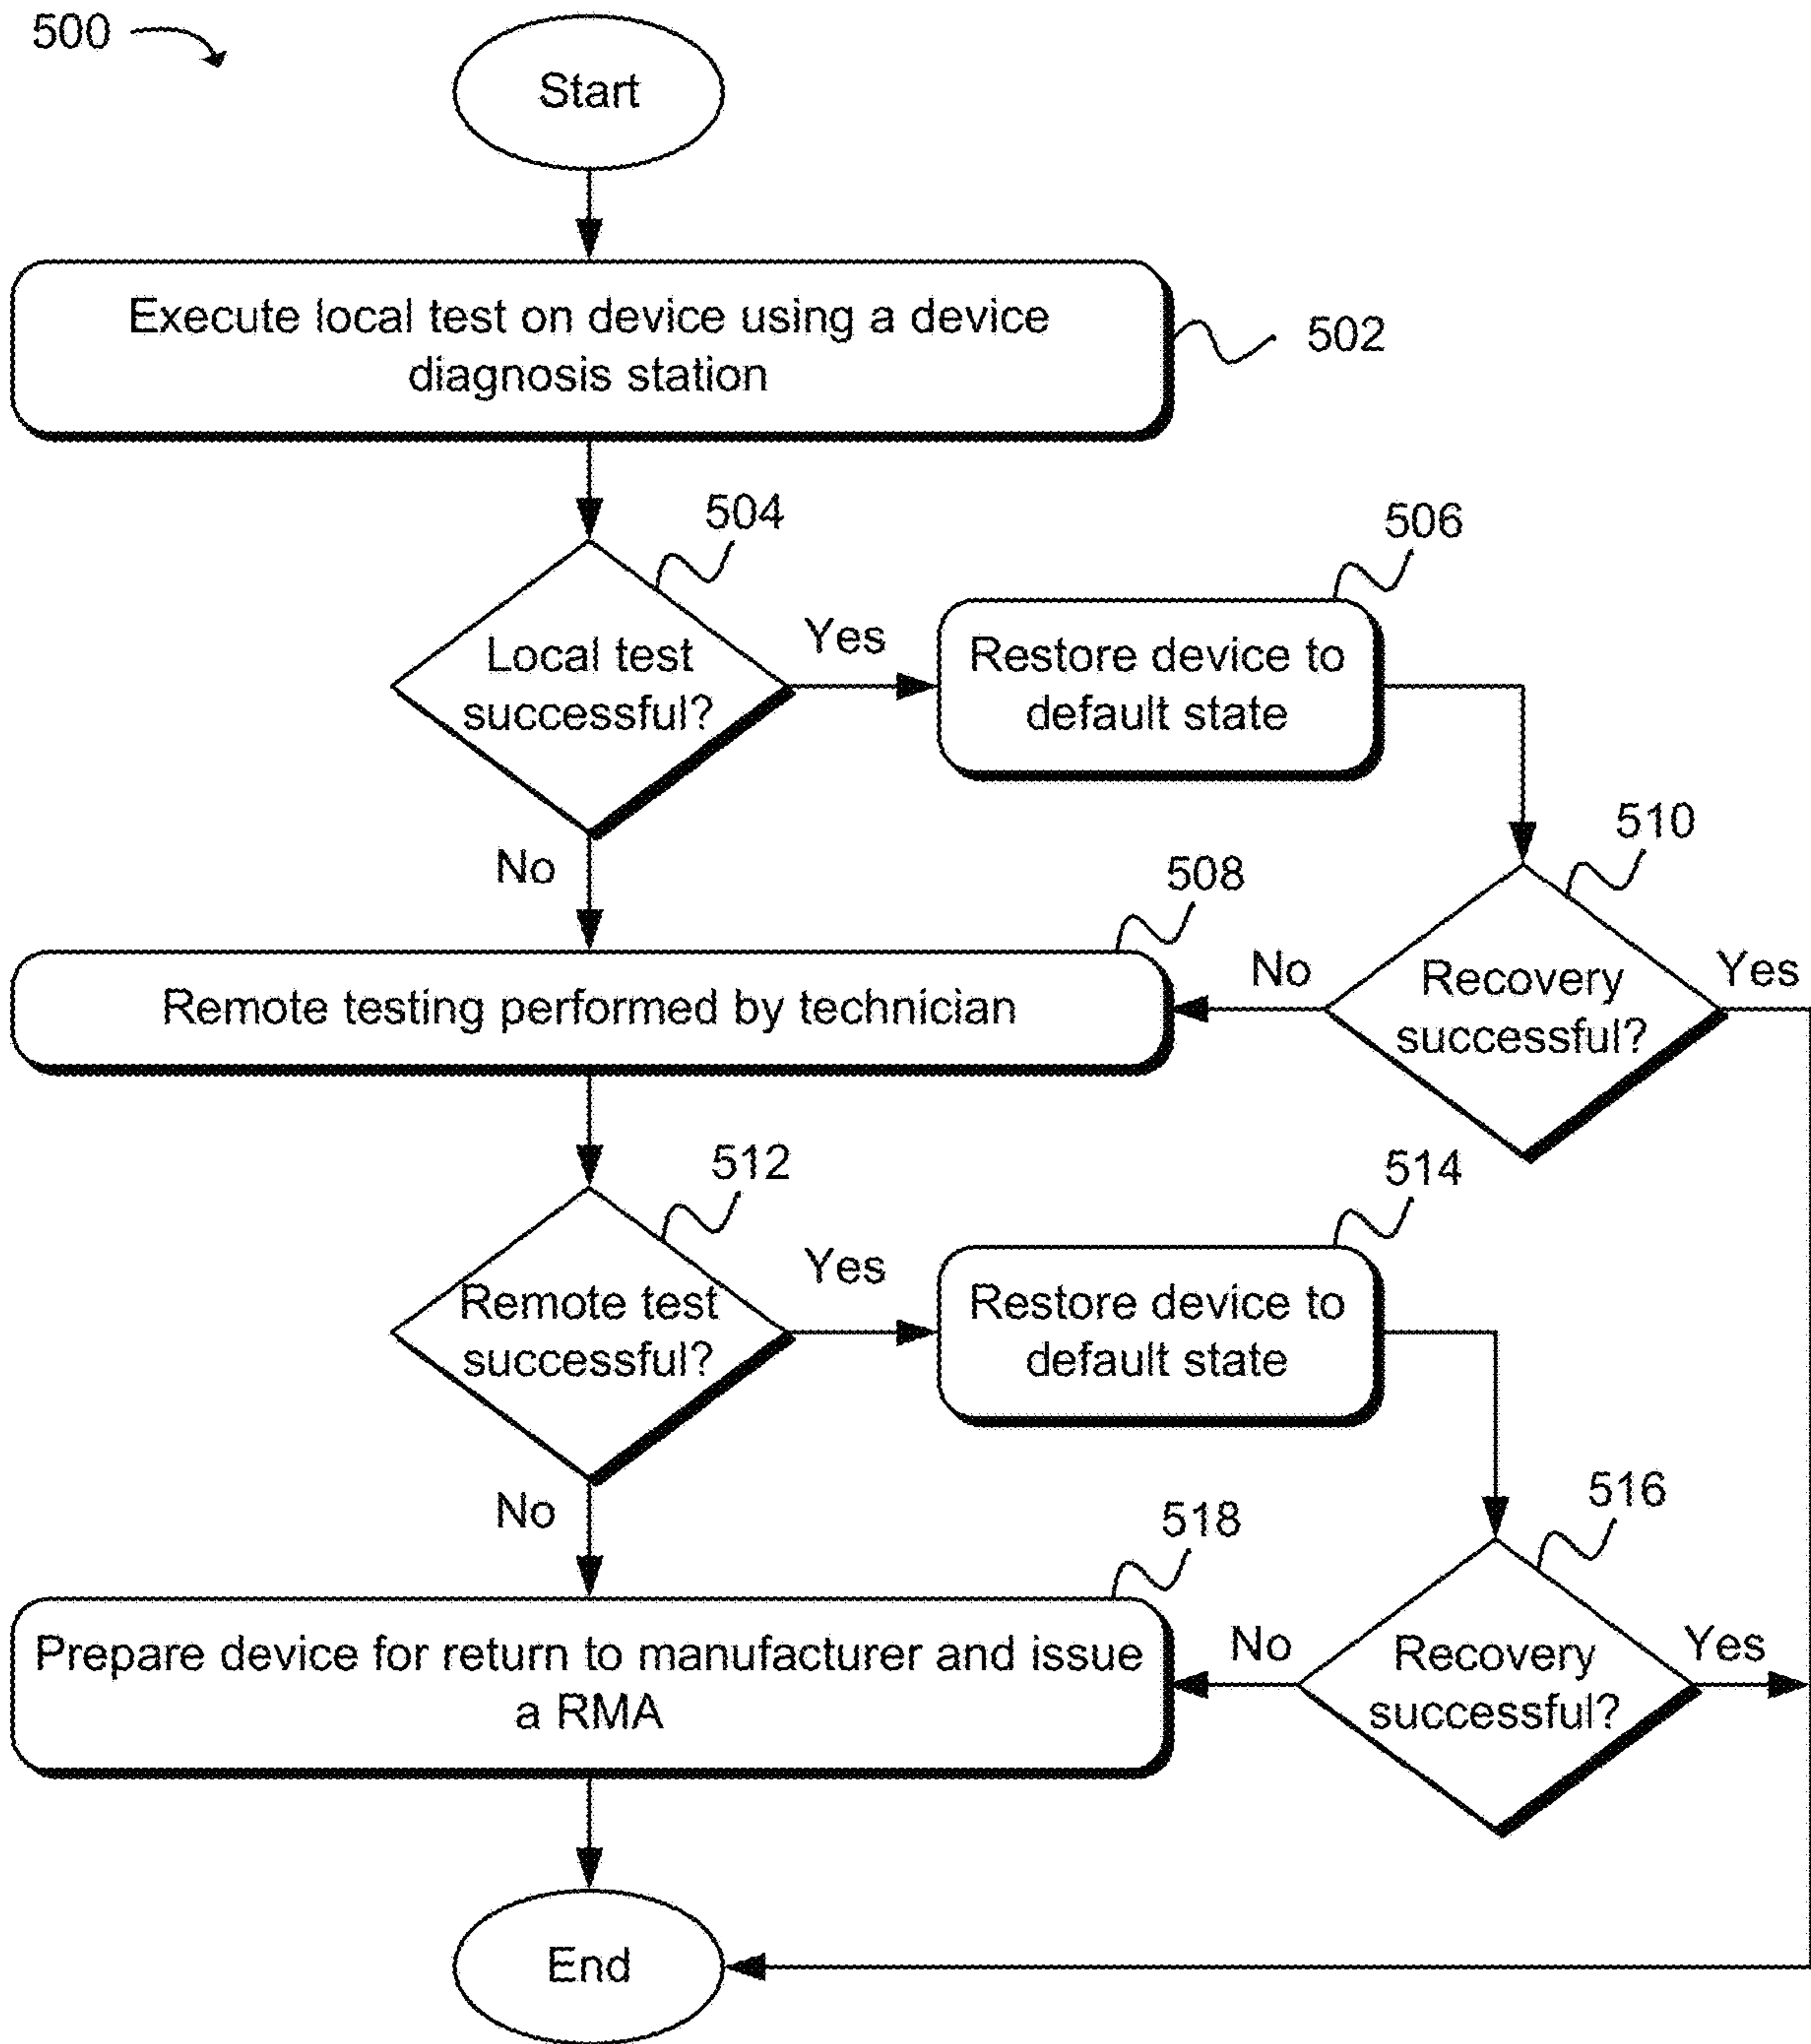 500
Start
Execute local test on device using a device
diagnosis station
502
504
506
Local test
successful?
Yes
Restore device to
default state
No
510
508
Remote testing performed by technician
No
Recovery
successful?
Yes
512
514
Remote test
successful?
Yes
Restore device to
default state
No
516
518
Prepare device for return to manufacturer and issue
a RMA
No
Recovery
successful?
Yes
End